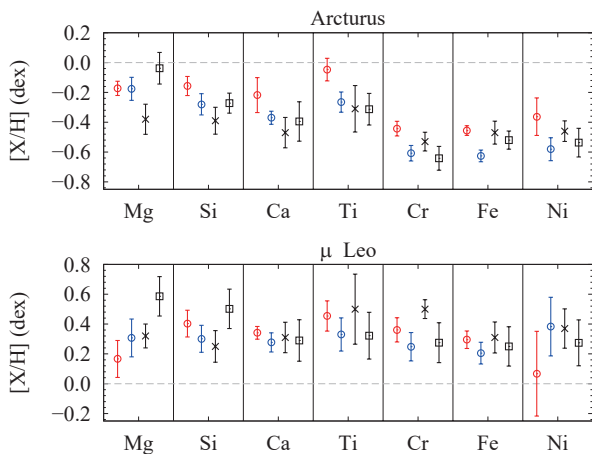 Arcturus
[X/H] (dex)
0.2
0.0
−0.2
−0.4
−0.6
−0.8
Mg Si Ca Ti Cr Fe Ni
μ Leo
[X/H] (dex)
0.8
0.6
0.4
0.2
0.0
−0.2
Mg Si Ca Ti Cr Fe Ni